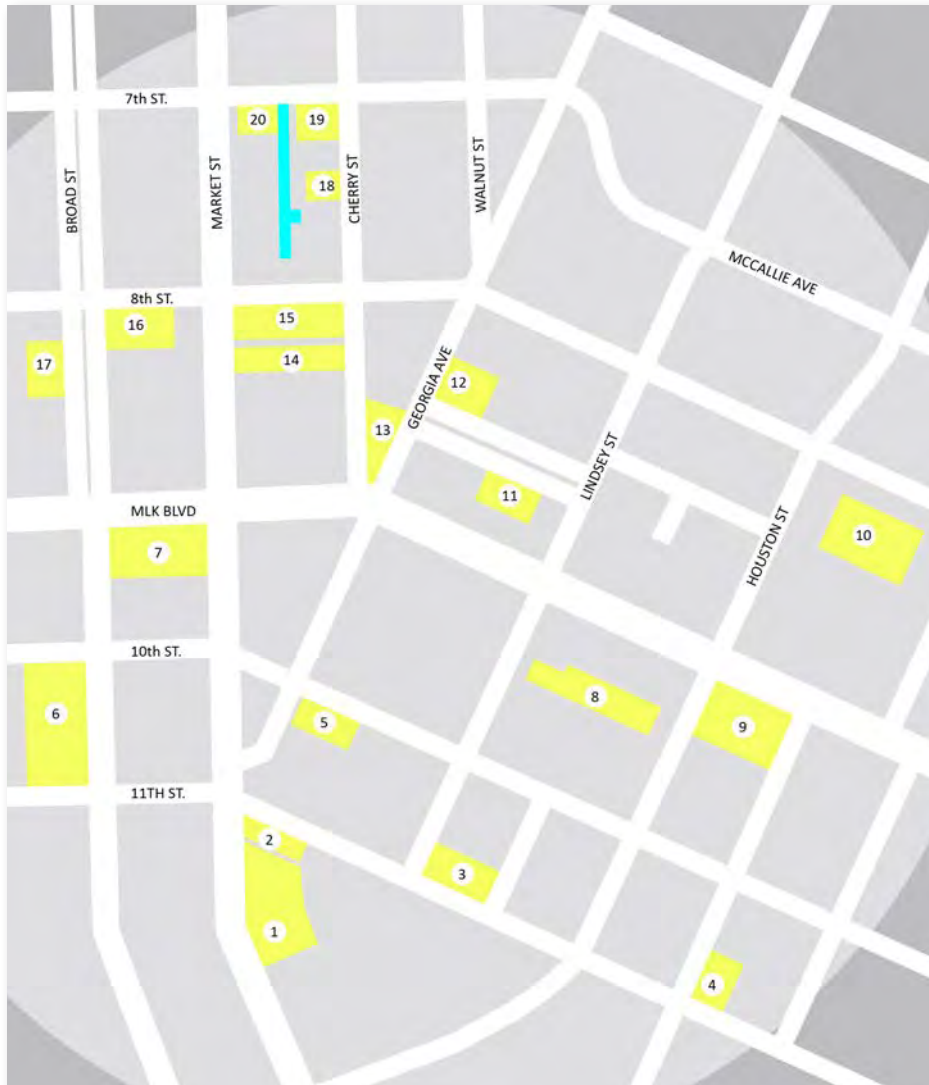 7th ST.
20
19
18
BROAD ST
MARKET ST
CHERRY ST
WALNUT ST
MCCALLIE AVE
8th ST.
16
15
17
14
12
GEORGIA AVE
13
LINDSEY ST
11
MLK BLVD
HOUSTON ST
10
7
10th ST.
8
6
5
9
11TH ST.
2
3
1
4